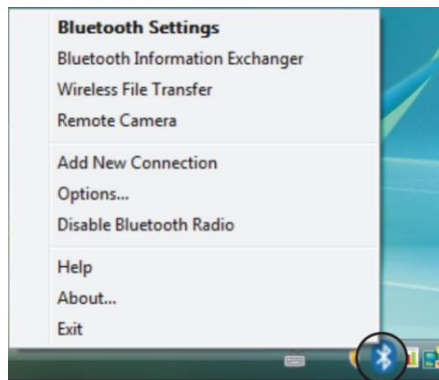 Bluetooth Settings
Bluetooth Information Exchanger
Wireless File Transfer
Remote Camera
Add New Connection
Options...
Disable Bluetooth Radio
Help
About...
Exit